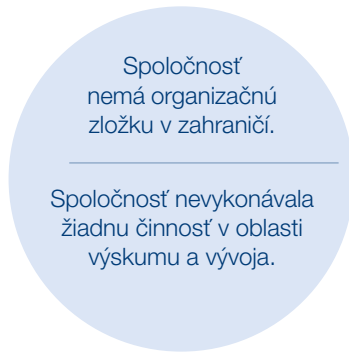 Spoločnosť
nemá organizačnú
zložku v zahraničí.
Spoločnosť nevykonávala
žiadnu činnosť v oblasti
výskumu a vývoja.